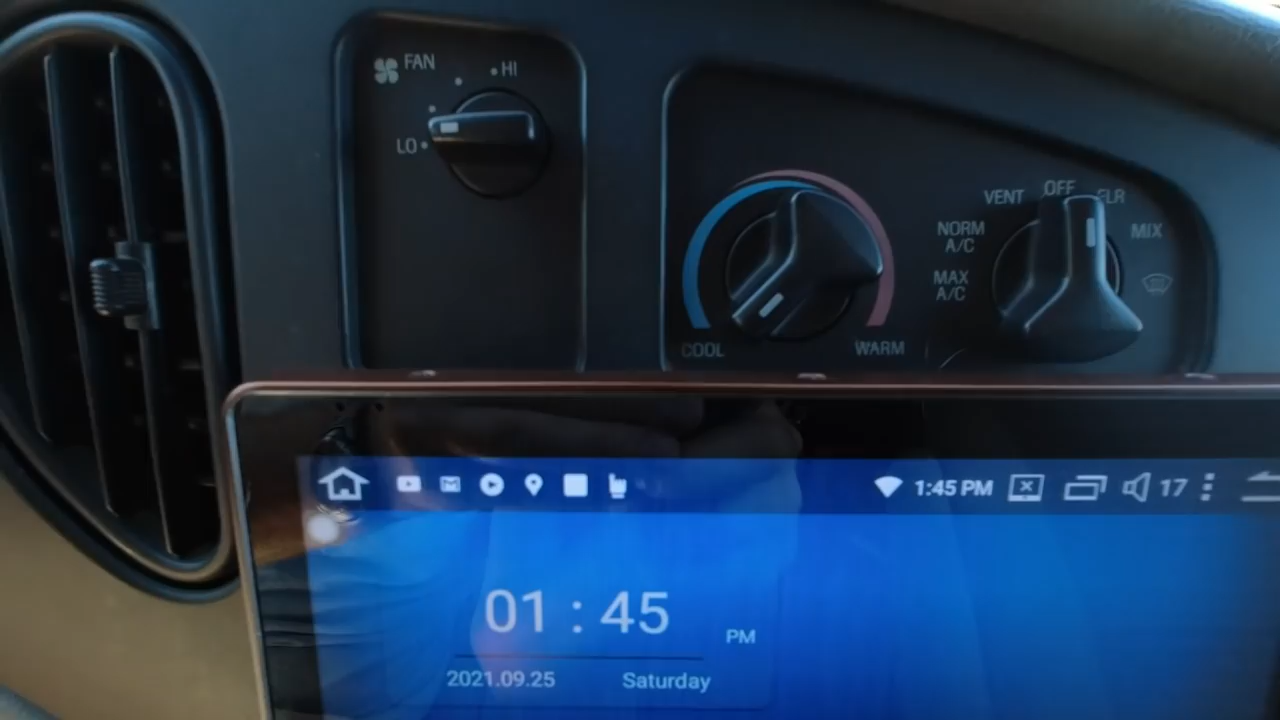 FAN
HI
LO
COOL
WARM
VENT
OFF
FLR
NORM
A/C
MIX
MAX
A/C
1:45 PM
17
01 : 45
PM
2021.09.25
Saturday